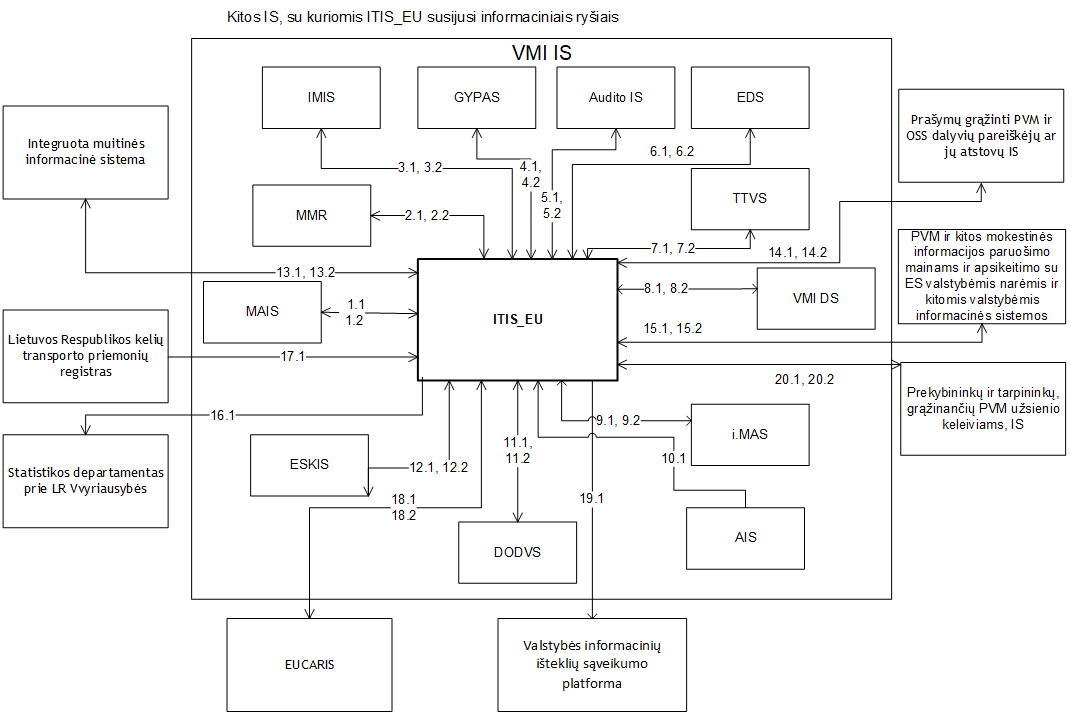 Kitos IS, su kuriomis ITIS_EU susijusi informaciniais ryšiais
VMI IS
IMIS
GYPAS
Audito IS
EDS
Integruota muitinės
informacinė sistema
Prašymų grąžinti PVM ir
OSS dalyvių pareiškėjų ar
jų atstovų IS
3.1, 3.2
4.1,
4.2
5.1,
5.2
6.1, 6.2
MMR
2.1, 2.2
TTVS
7.1, 7.2
14.1, 14.2
PVM ir kitos mokestinės
informacijos paruošimo
mainams ir apsikeitimo su
ES valstybėmis narėmis ir
kitomis valstybėmis
informacinės sistemos
13.1, 13.2
MAIS
1.1
1.2
ITIS_EU
8.1, 8.2
VMI DS
15.1, 15.2
Lietuvos Respublikos kelių
transporto priemonių
registras
17.1
20.1, 20.2
Prekybininkų ir tarpininkų,
grąžinančių PVM užsienio
keleiviams, IS
16.1
Statistikos departamentas
prie LR Vvyriausybės
9.1, 9.2
i.MAS
ESKIS
12.1, 12.2
11.1,
11.2
10.1
18.1
18.2
19.1
DODVS
AIS
EUCARIS
Valstybės informacinių
išteklių sąveikumo
platforma